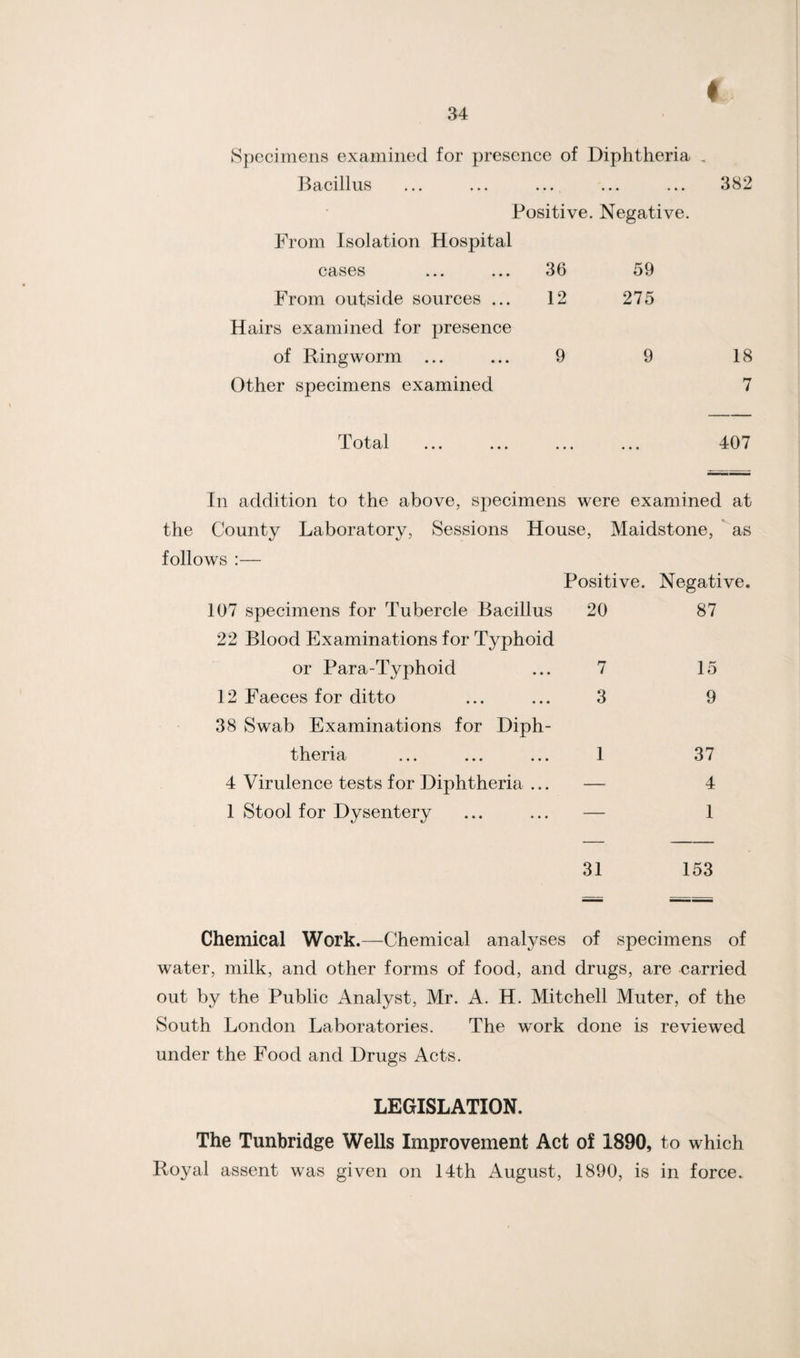 34
Specimens examined for presence of Diphtheria
Bacillus ... ... ... ... ... 382
Positive. Negative.
From Isolation Hospital
cases ... ... 36 59
From outside sources ... 12 275
Hairs examined for presence
of Ringworm ... ... 9 9 18
Other specimens examined 7
Total ... ... ... ... 407
In addition to the above, specimens were examined at
the County Laboratory, Sessions House, Maidstone, as
follows :—
Positive. Negative.
107 specimens for Tubercle Bacillus 20 87
22 Blood Examinations for Typhoid
or Para-Typhoid ... 7 15
12 Faeces for ditto ... ... 3 9
38 Swab Examinations for Diph-
theria ... ... ... 1 37
4 Virulence tests for Diphtheria ... — 4
1 Stool for Dysentery ... ... — 1
31 153
Chemical Work.—Chemical analyses of specimens of
water, milk, and other forms of food, and drugs, are carried
out by the Public Analyst, Mr. A. H. Mitchell Muter, of the
South London Laboratories. The work done is reviewed
under the Food and Drugs Acts.
LEGISLATION.
The Tunbridge Wells Improvement Act of 1890, to which
Royal assent was given on 14th August, 1890, is in force.